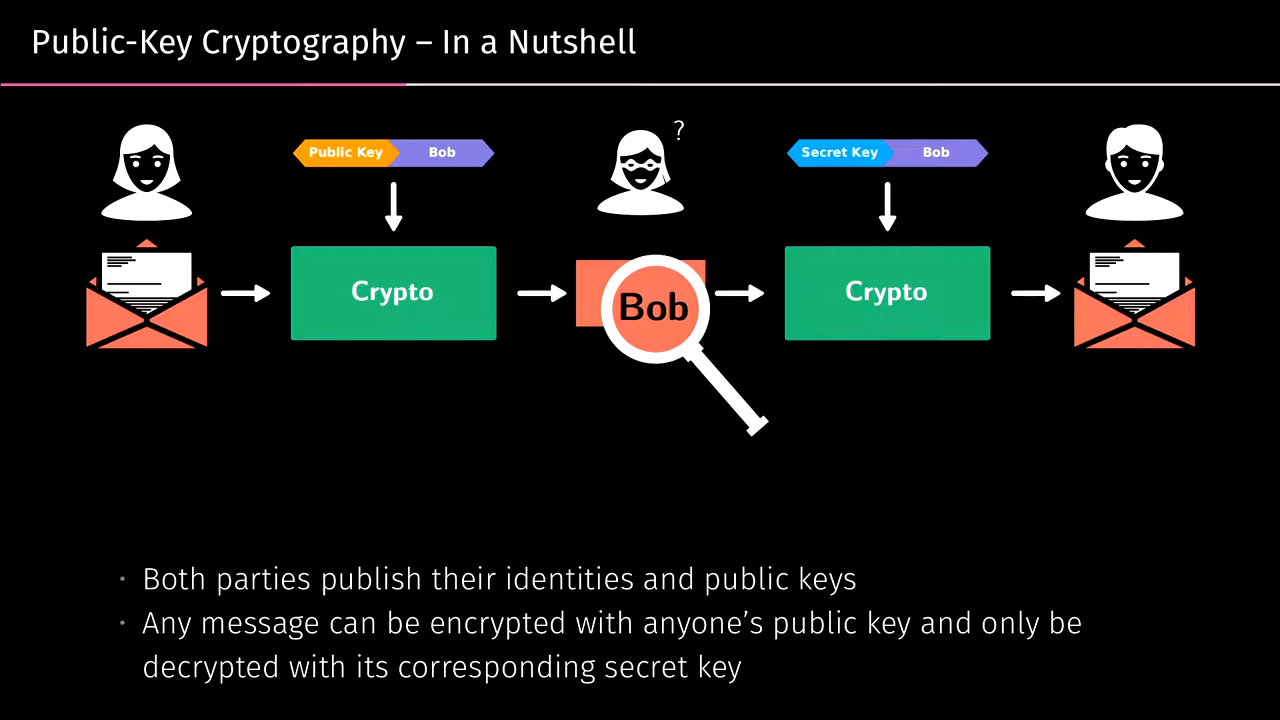 Public-Key Cryptography – In a Nutshell
?
Public Key Bob
Secret Key Bob
Crypto
Bob
Crypto
• Both parties publish their identities and public keys
• Any message can be encrypted with anyone’s public key and only be
decrypted with its corresponding secret key